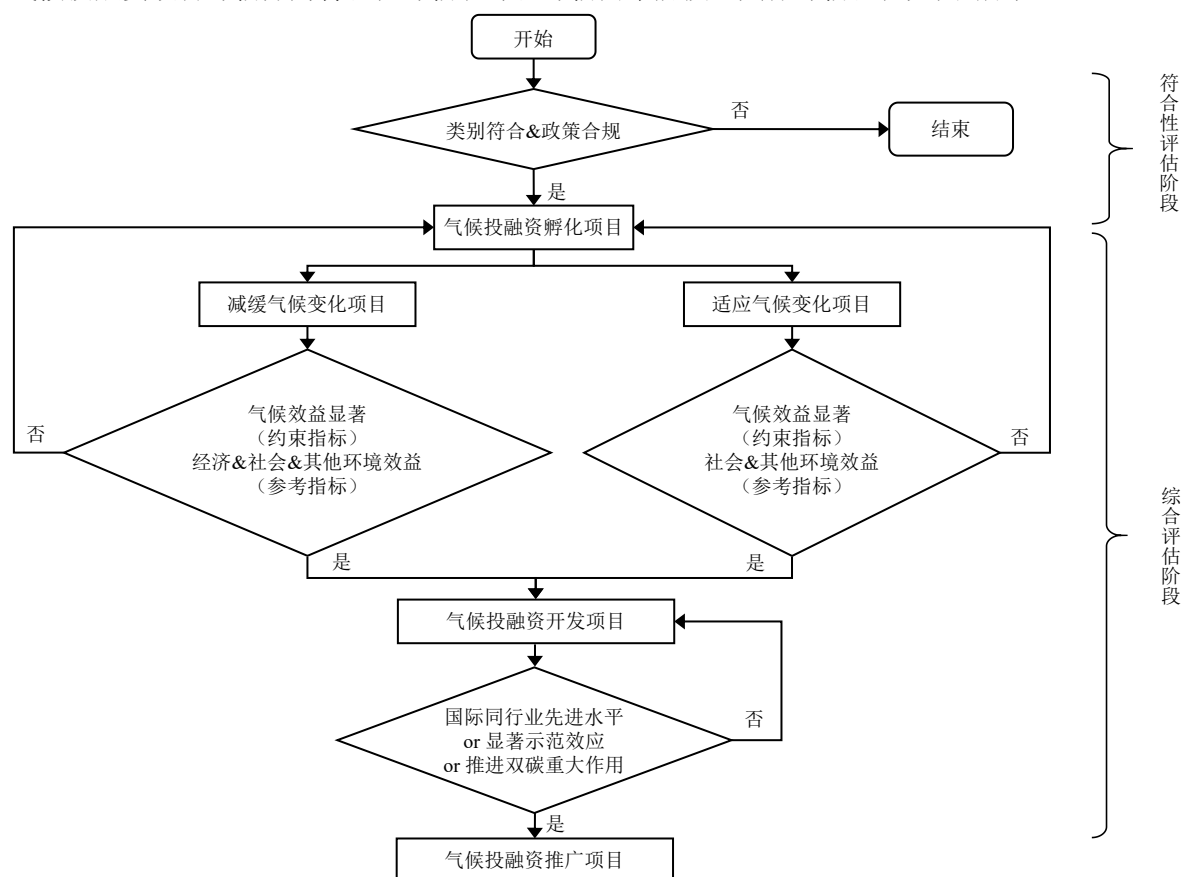 开始
类别符合&政策合规
否
结束
是
气候投融资孵化项目
减缓气候变化项目
适应气候变化项目
气候效益显著
（约束指标）
经济&社会&其他环境效益
（参考指标）
否
是
气候效益显著
（约束指标）
社会&其他环境效益
（参考指标）
否
是
气候投融资开发项目
国际同行业先进水平
or 显著示范效应
or 推进双碳重大作用
否
是
气候投融资推广项目
符合性评估阶段
综合评估阶段